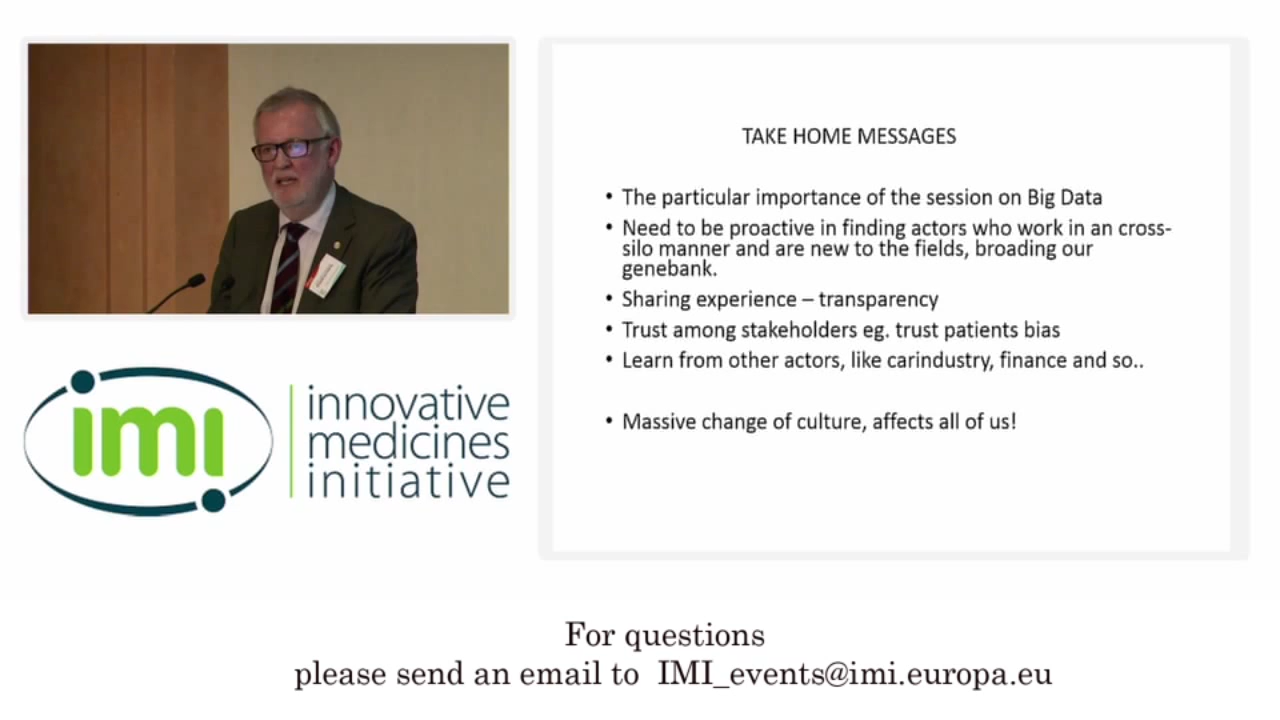 TAKE HOME MESSAGES
• The particular importance of the session on Big Data
• Need to be proactive in finding actors who work in an cross-
silo manner and are new to the fields, broading our
genebank.
• Sharing experience – transparency
• Trust among stakeholders eg. trust patients bias
• Learn from other actors, like carindustry, finance and so..
• Massive change of culture, affects all of us!
imi
innovative
medicines
initiative
For questions
please send an email to IMI_events@imi.europa.eu